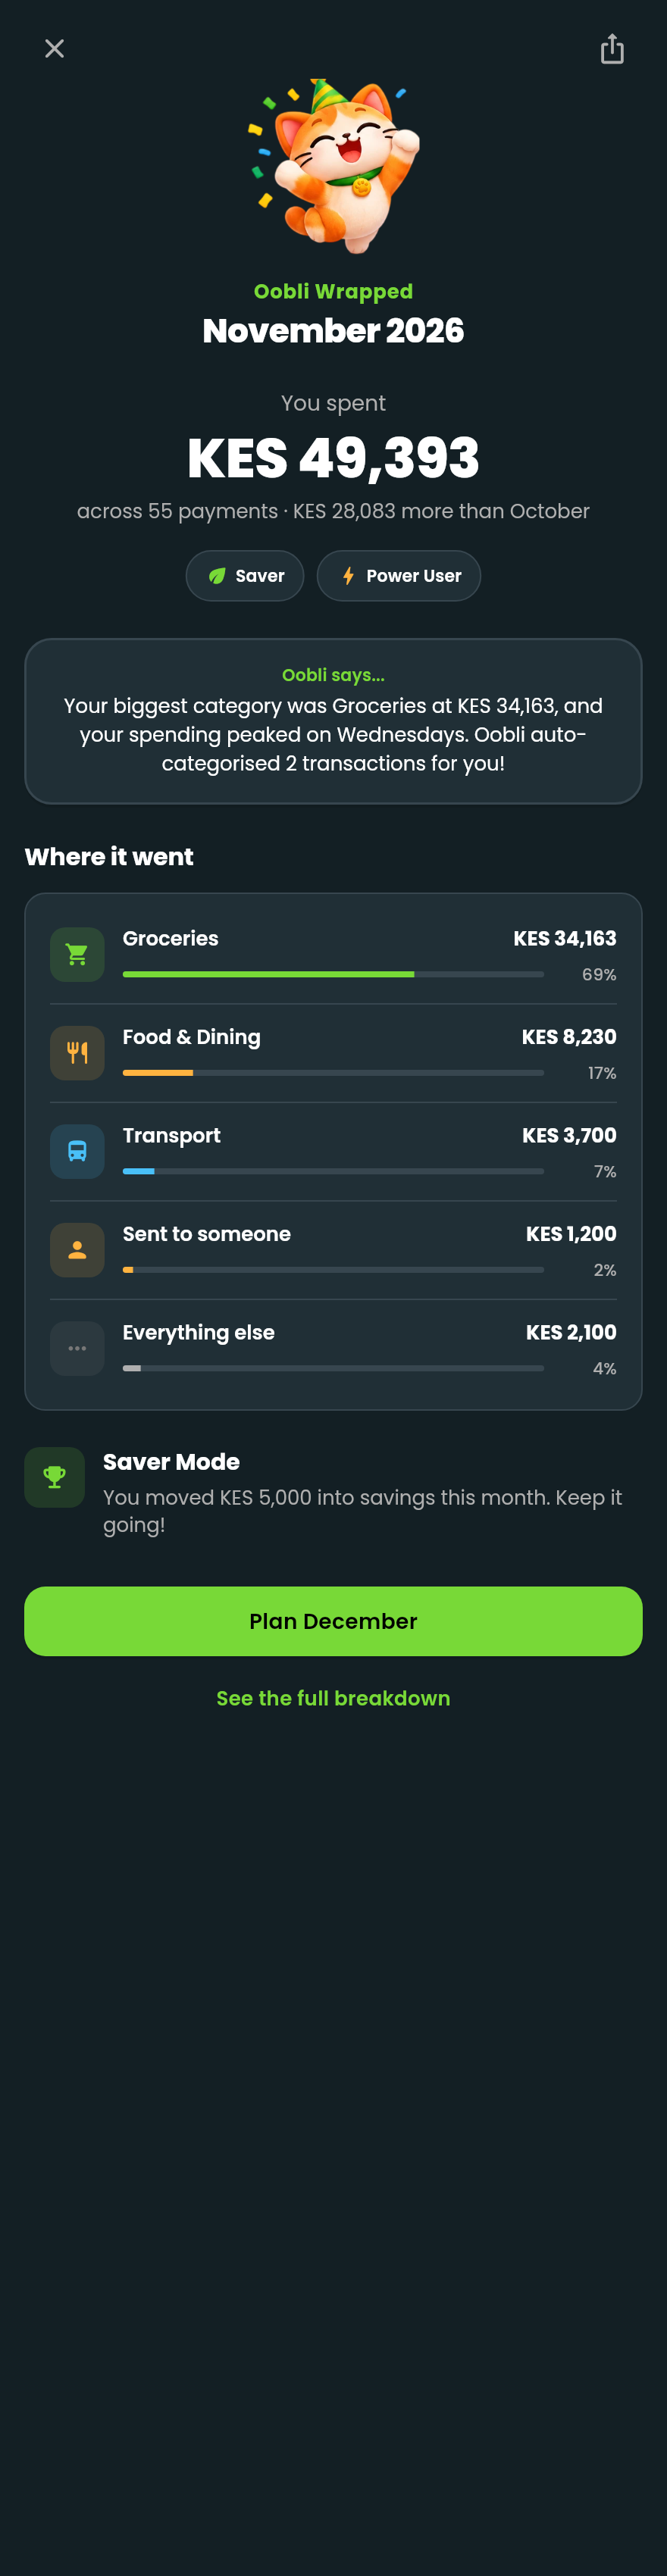 Oobli Wrapped
November 2026
You spent
KES 49,393
across 55 payments · KES 28,083 more than October
Saver
Power User
Oobli says...
Your biggest category was Groceries at KES 34,163, and
your spending peaked on Wednesdays. Oobli auto-
categorised 2 transactions for you!
Where it went
Groceries KES 34,163
69%
Food & Dining KES 8,230
17%
Transport KES 3,700
7%
Sent to someone KES 1,200
2%
Everything else KES 2,100
4%
Saver Mode
You moved KES 5,000 into savings this month. Keep it
going!
Plan December
See the full breakdown